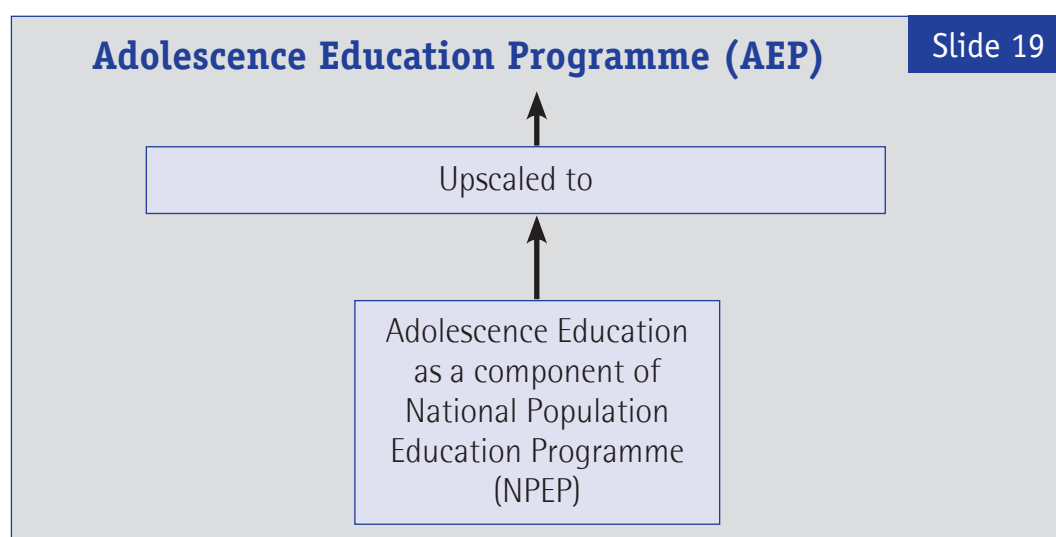 Adolescence Education Programme (AEP)
Slide 19
Upscaled to
Adolescence Education
as a component of
National Population
Education Programme
(NPEP)